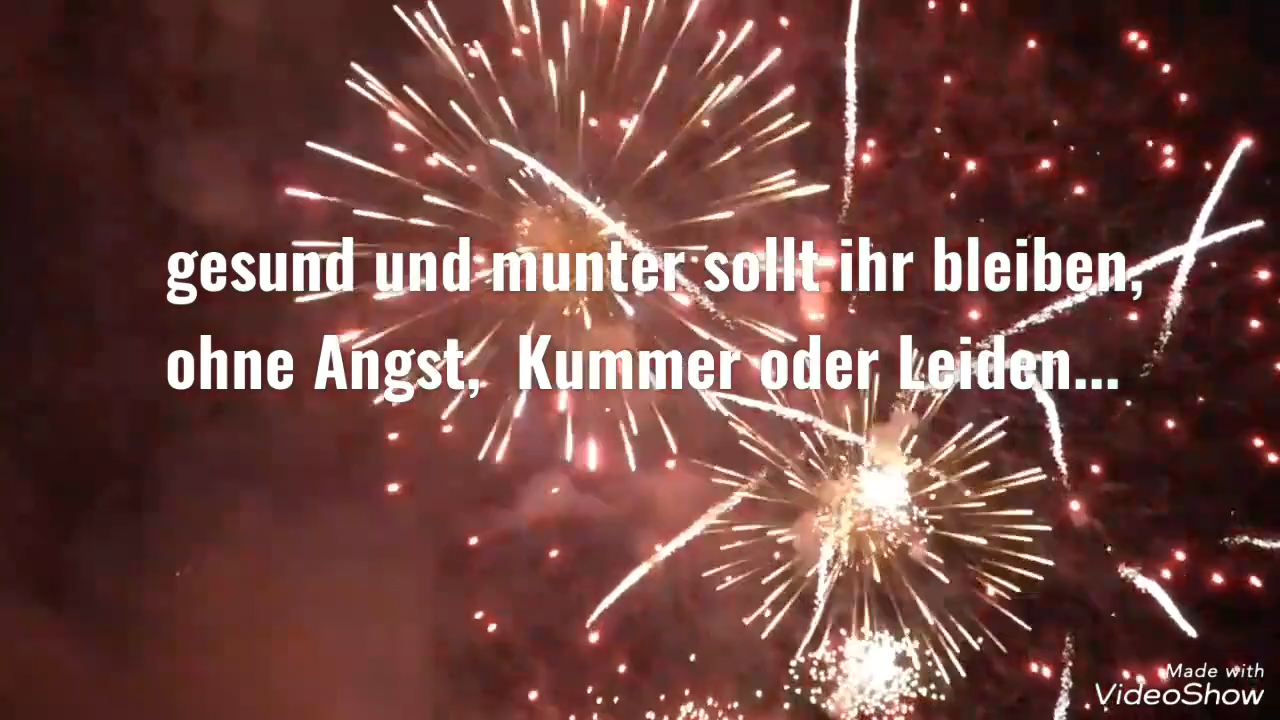 gesund und munter sollt ihr bleiben,
ohne Angst,  Kummer oder Leiden...
Made with
VideoShow